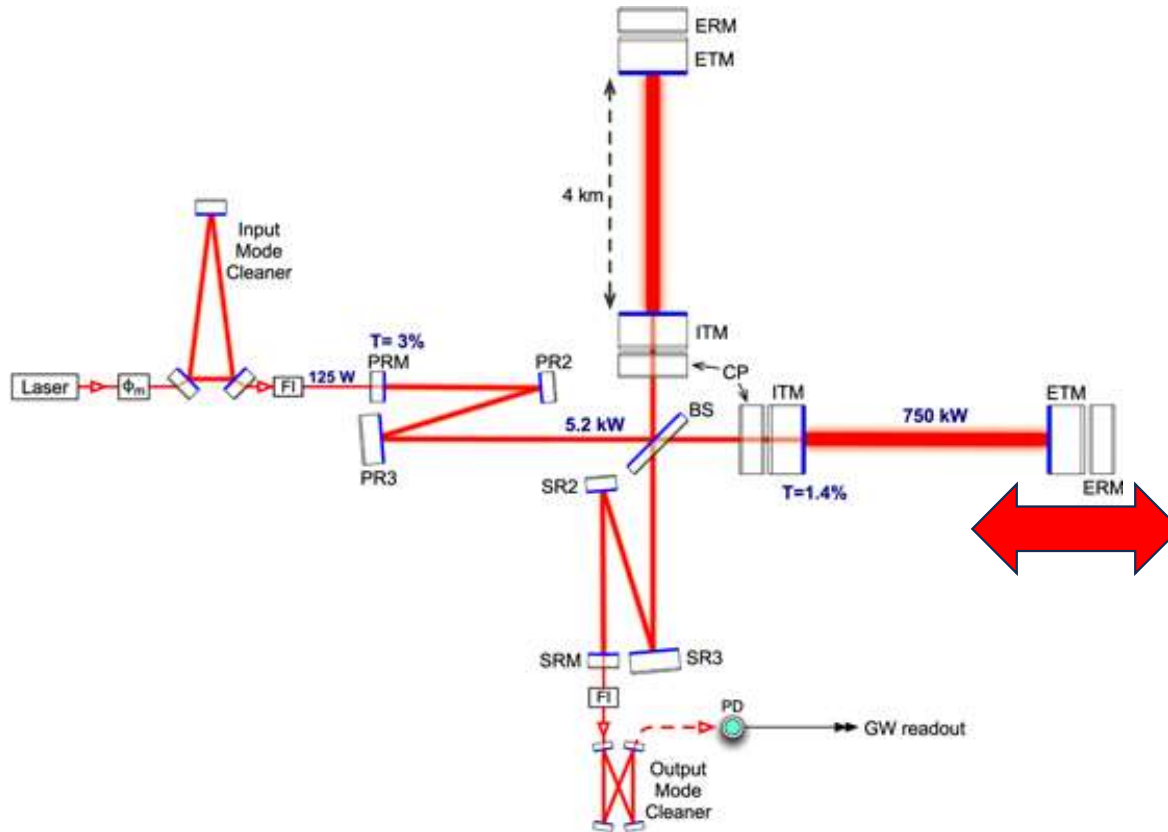 ERM
ETM
4 km
Input
Mode
Cleaner
ITM
T= 3%
PRM
PR2
CP
Laser
ϕm
FI
125 W
BS
ITM
ETM
5.2 kW
750 kW
PR3
SR2
T=1.4%
ERM
SRM
SR3
FI
PD
GW readout
Output
Mode
Cleaner